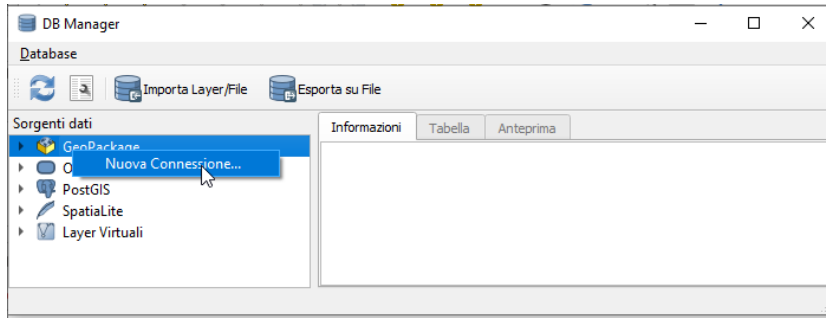 DB Manager
Database
Importa Layer/File Esporta su File
Sorgenti dati
Informazioni Tabella Anteprima
GeoPackage
Nuova Connessione...
O
PostGIS
SpatiaLite
Layer Virtuali